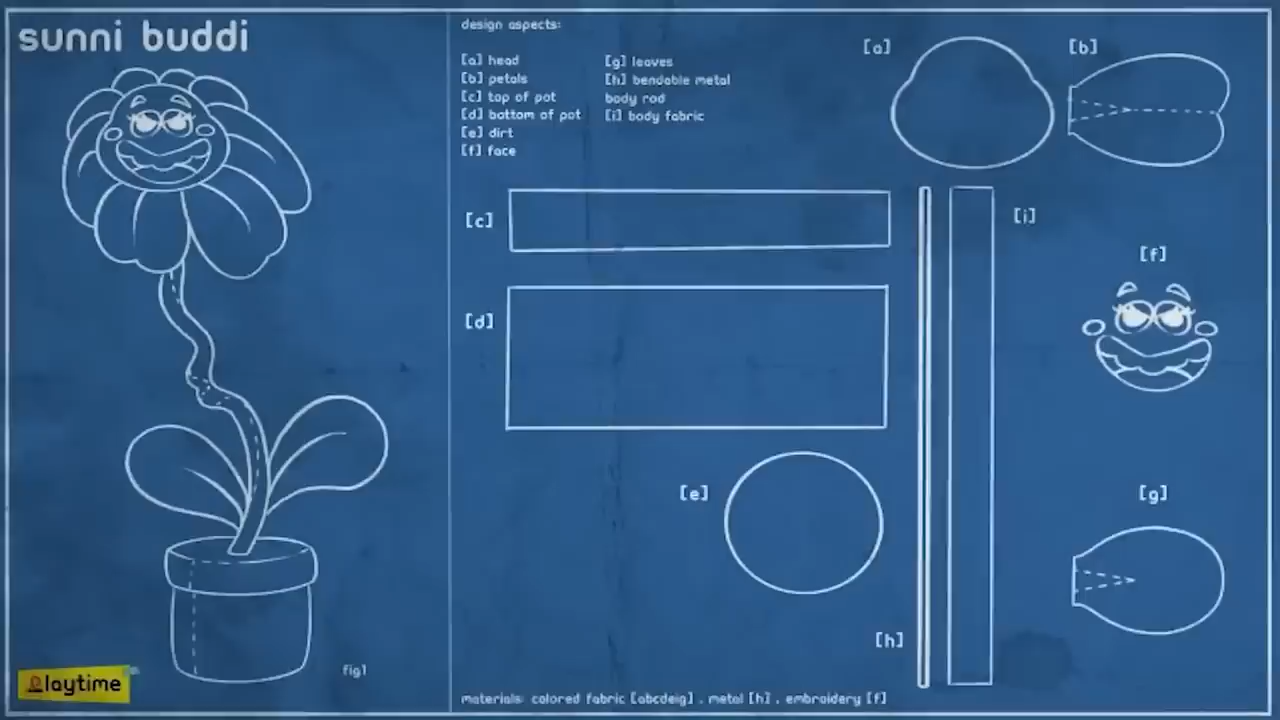 sunni buddi
design aspects:
[a] head
[b] petals
[c] top of pot
[d] bottom of pot
[e] dirt
[f] face
[g] leaves
[h] bendable metal
body rod
[i] body fabric
[a]
[b]
[c]
[i]
[f]
[d]
[e]
[g]
[h]
fig1
Playtime
materials: colored fabric [abcdeig] . metal [h] . embroidery [f]